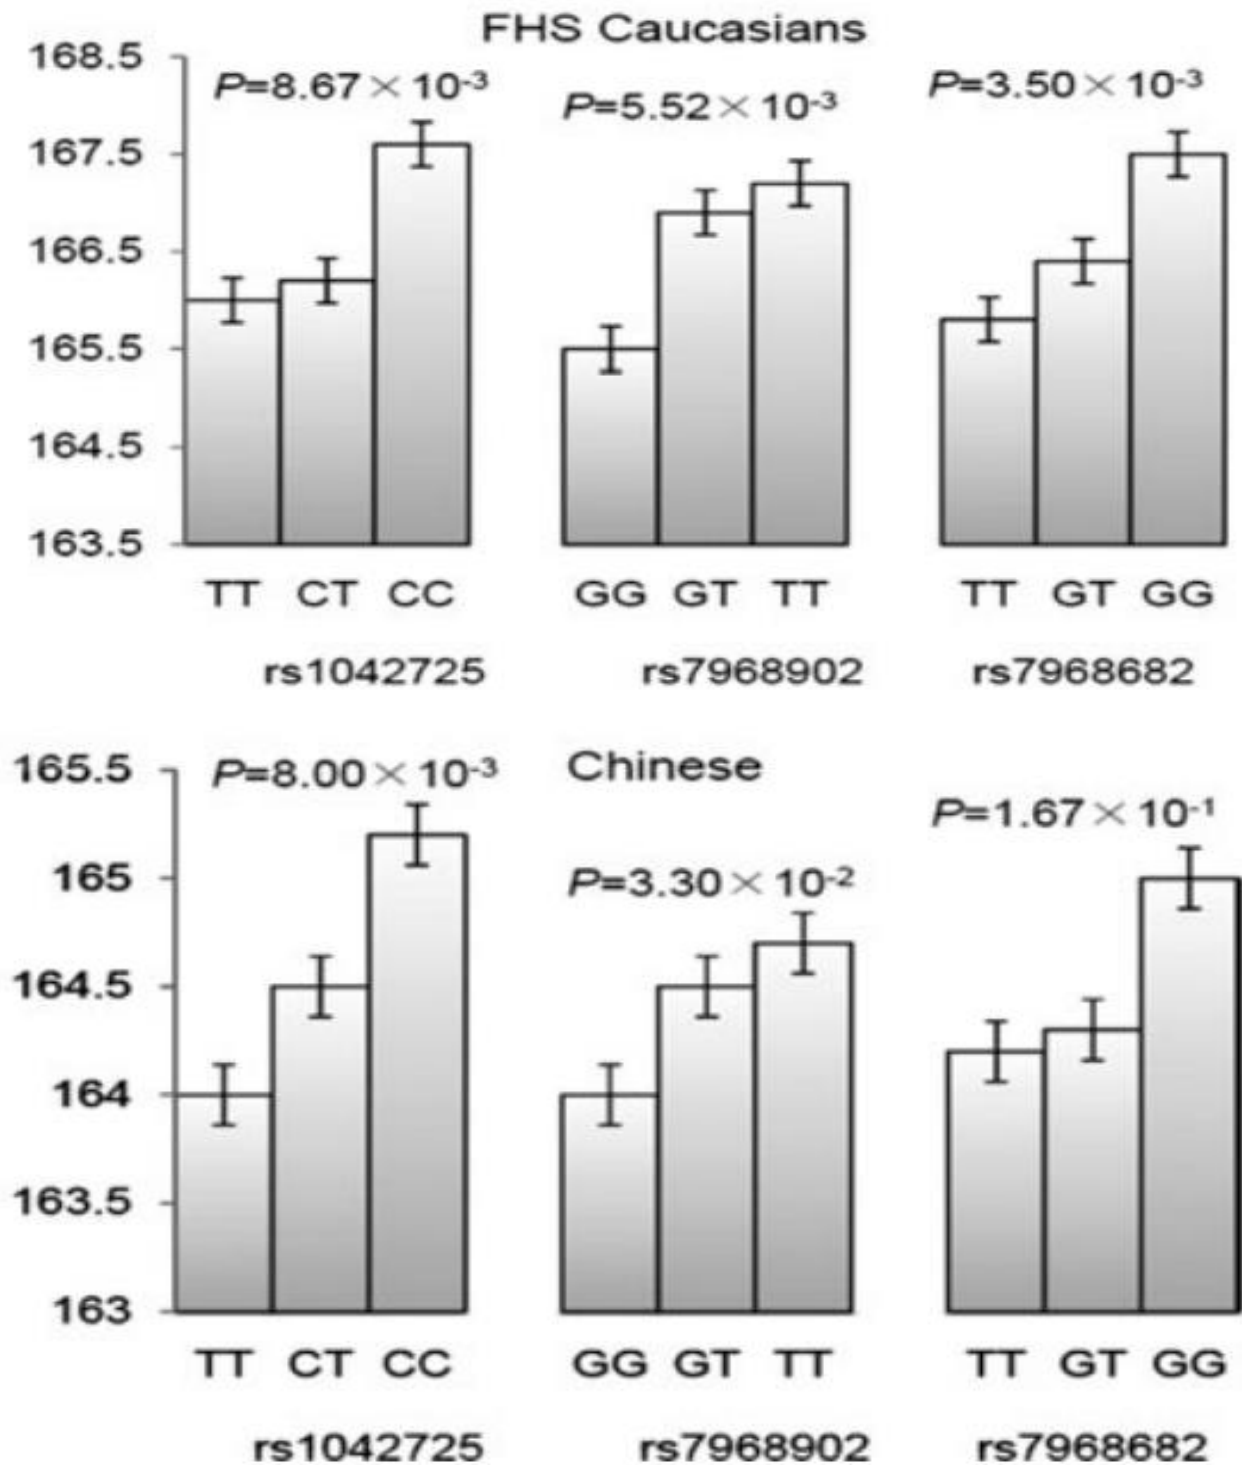 FHS Caucasians
168.5
P=8.67×10-3
P=5.52×10-3
P=3.50×10-3
167.5
166.5
165.5
164.5
163.5
TT CT CC
GG GT TT
TT GT GG
rs1042725
rs7968902
rs7968682
Chinese
165.5
P=8.00×10-3
P=1.67×10-1
165
P=3.30×10-2
164.5
164
163.5
163
TT CT CC
GG GT TT
TT GT GG
rs1042725
rs7968902
rs7968682